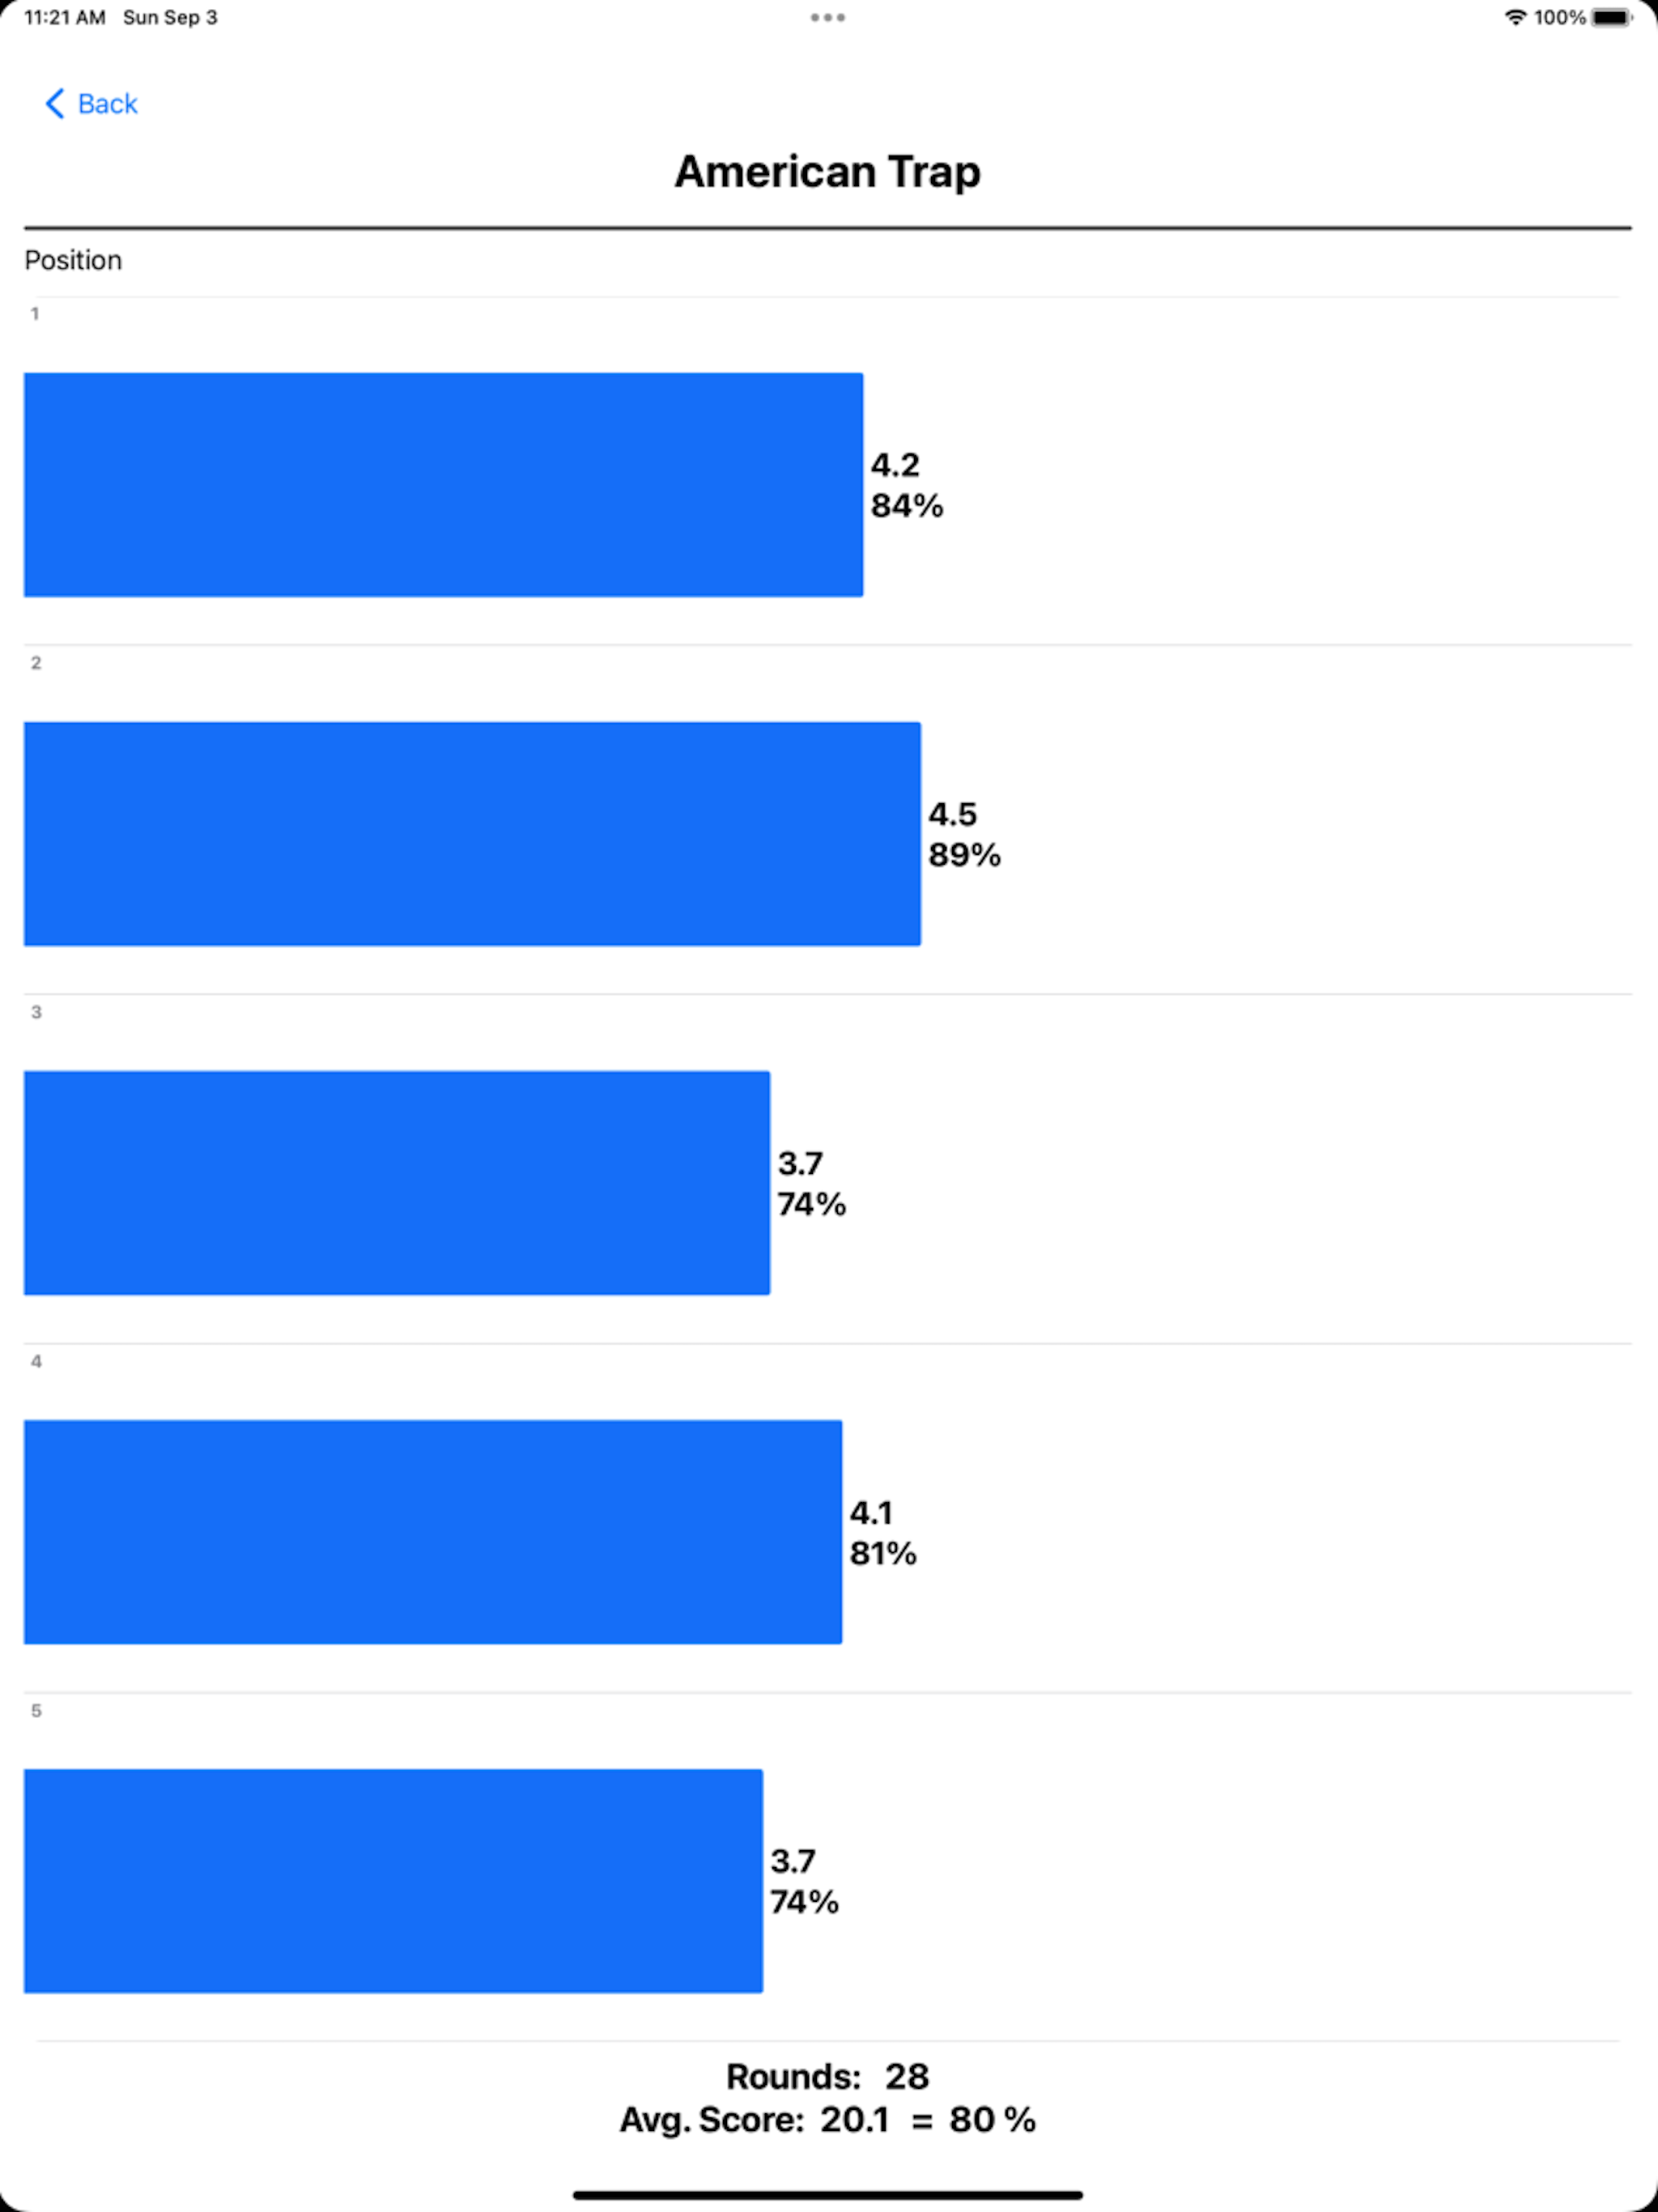 11:21 AM Sun Sep 3
100%
Back
American Trap
Position
1
4.2
84%
2
4.5
89%
3
3.7
74%
4
4.1
81%
5
3.7
74%
Rounds: 28
Avg. Score: 20.1 = 80 %